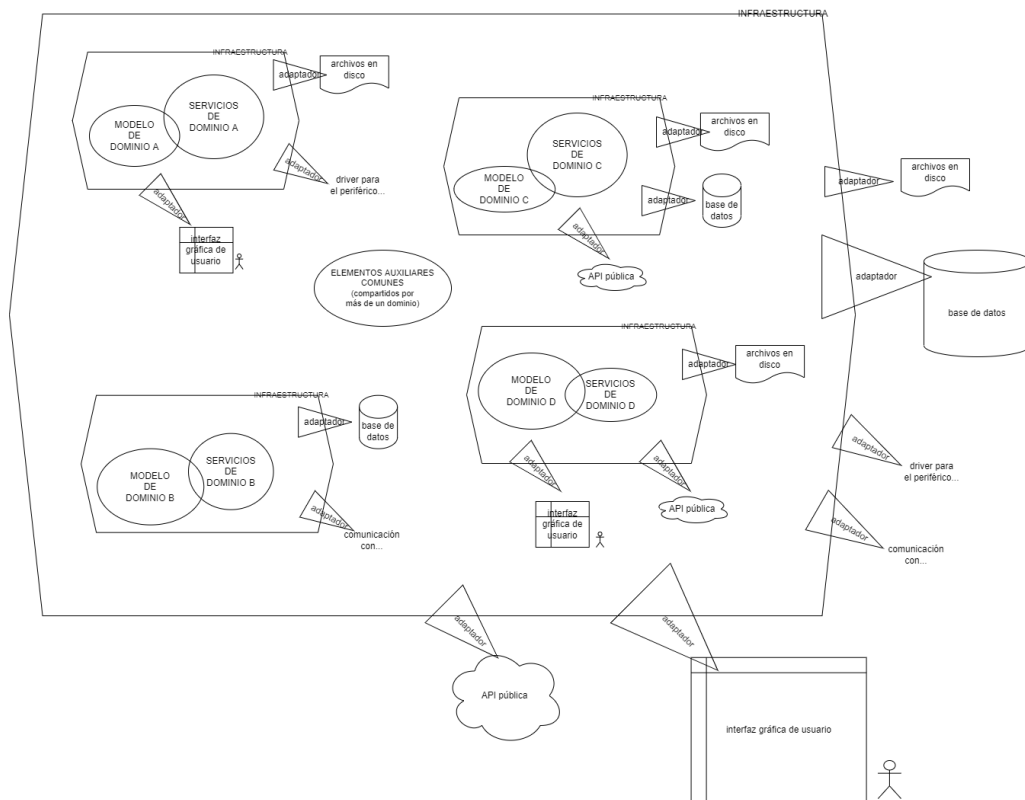 INFRAESTRUCTURA
INFRAESTRUCTURA
adaptador
archivos en
disco
SERVICIOS
DE
DOMINIO A
MODELO
DE
DOMINIO A
adaptador
driver para
el periférico...
adaptador
interfaz
gráfica de
usuario
INFRAESTRUCTURA
adaptador
archivos en
disco
SERVICIOS
DE
DOMINIO C
MODELO
DE
DOMINIO C
adaptador
base de
datos
adaptador
API pública
ELEMENTOS AUXILIARES
COMUNES
(compartidos por
más de un dominio)
INFRAESTRUCTURA
adaptador
archivos en
disco
MODELO
DE
DOMINIO D
SERVICIOS
DE
DOMINIO D
adaptador
interfaz
gráfica de
usuario
adaptador
API pública
INFRAESTRUCTURA
adaptador
base de
datos
SERVICIOS
DE
DOMINIO B
MODELO
DE
DOMINIO B
adaptador
comunicación
con...
adaptador
archivos en
disco
adaptador
base de datos
adaptador
driver para
el periférico...
adaptador
comunicación
con...
adaptador
API pública
adaptador
interfaz gráfica de usuario